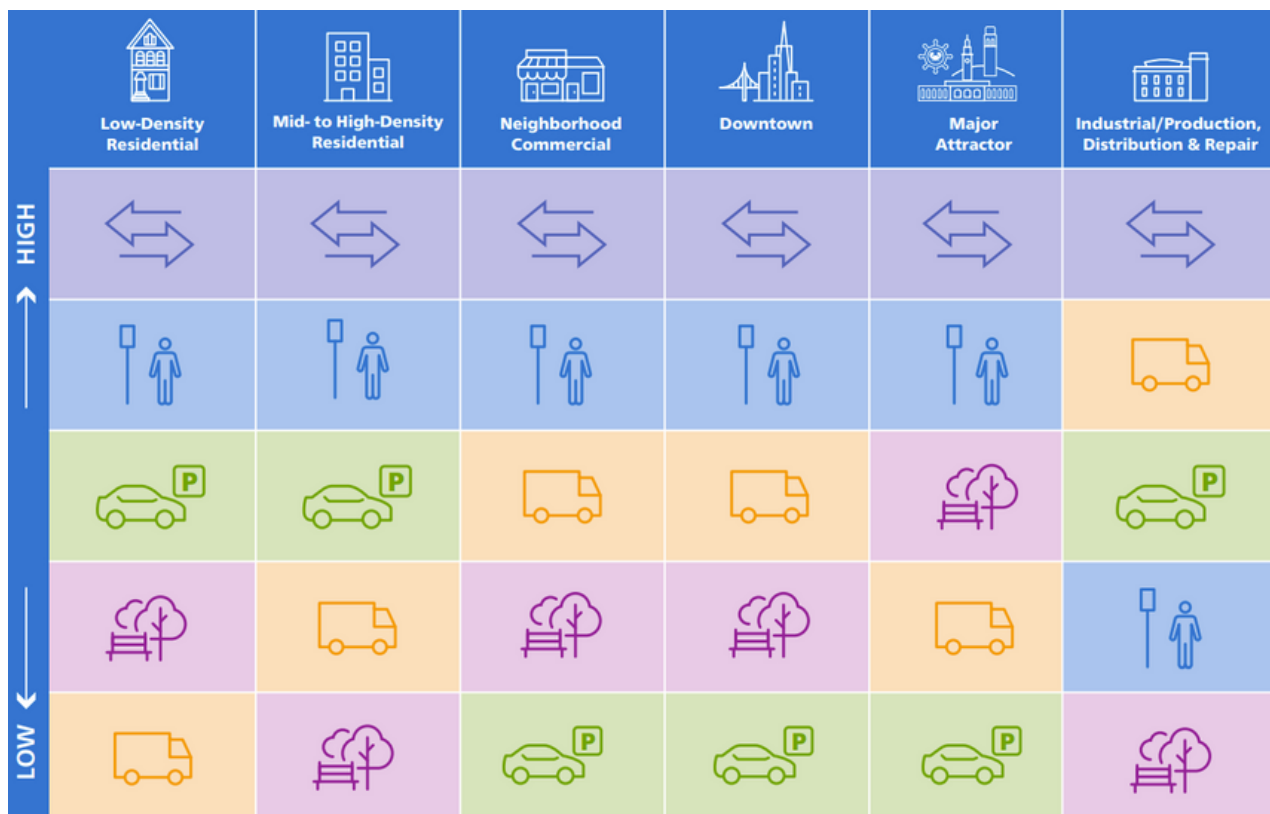 Low-Density
Residential
Mid- to High-Density
Residential
Neighborhood
Commercial
Downtown
Major
Attractor
Industrial/Production,
Distribution & Repair
HIGH
P
P
P
LOW
P
P
P